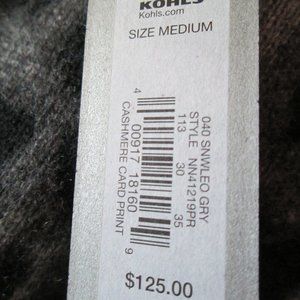 KOHLS
Kohls.com
SIZE MEDIUM
040 SNWLEO GRY
STYLE NN41219PR
113 30 35
4 00917 18160 9
CASHMERE CARD PRINT
$125.00